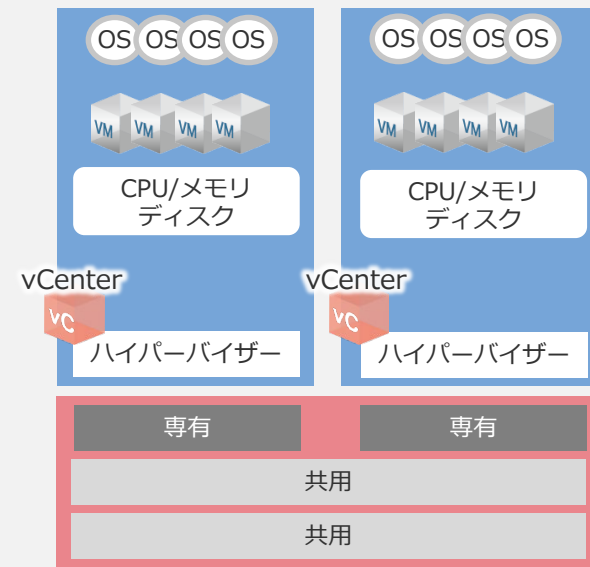 OS OS OS OS
VM VM VM VM
CPU/メモリ
ディスク
vCenter
VC
ハイパーバイザー
OS OS OS OS
VM VM VM VM
CPU/メモリ
ディスク
vCenter
VC
ハイパーバイザー
専有
専有
共用
共用